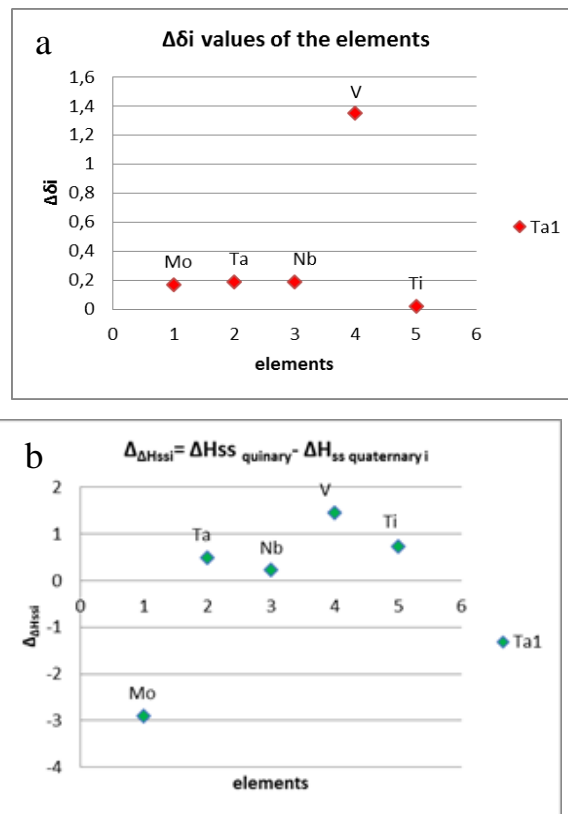 a
Δδi values of the elements
1,6
1,4
1,2
1
0,8
0,6
0,4
0,2
0
Δδi
V
Mo
Ta
Nb
Ti
Ta1
0 1 2 3 4 5 6
elements
b
ΔΔHssi= ΔHss quinary- ΔHss quaternary i
2
1
0
-1
-2
-3
-4
ΔΔHssi
V
Ta
Nb
Ti
0 1 2 3 4 5 6
Ta1
Mo
elements